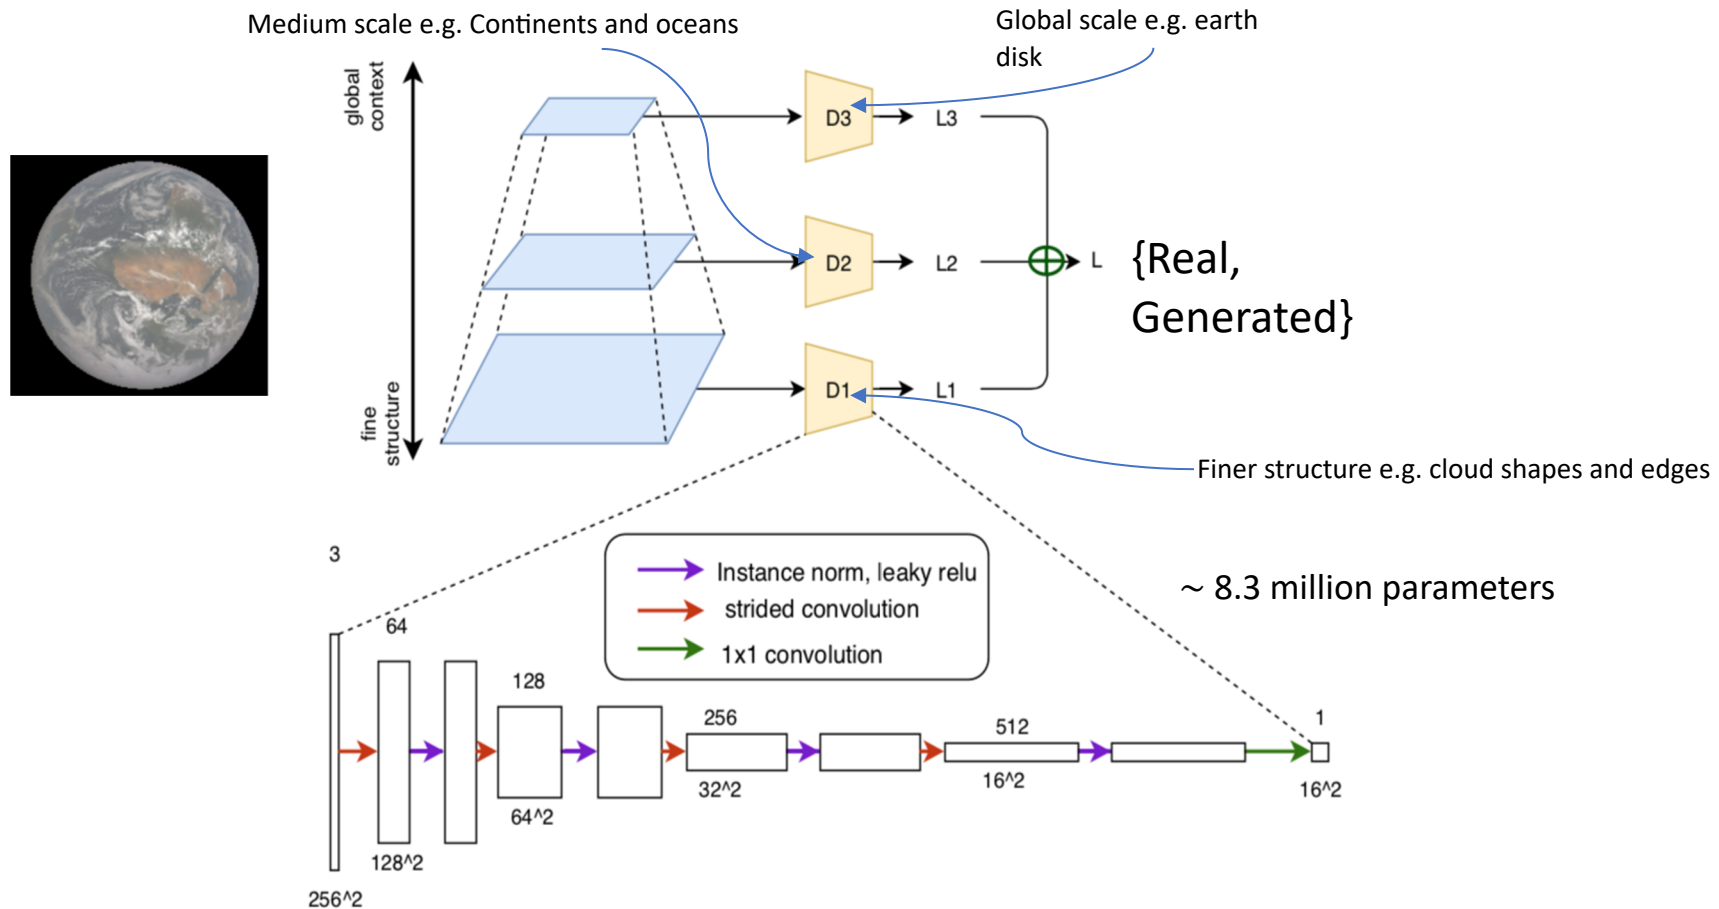 Medium scale e.g. Continents and oceans
Global scale e.g. earth
disk
global
context
D3
L3
D2
L2
L
{Real,
Generated}
D1
L1
fine
structure
Finer structure e.g. cloud shapes and edges
3
Instance norm, leaky relu
strided convolution
1x1 convolution
~ 8.3 million parameters
64
128
256
512
1
32^2
16^2
16^2
64^2
128^2
256^2